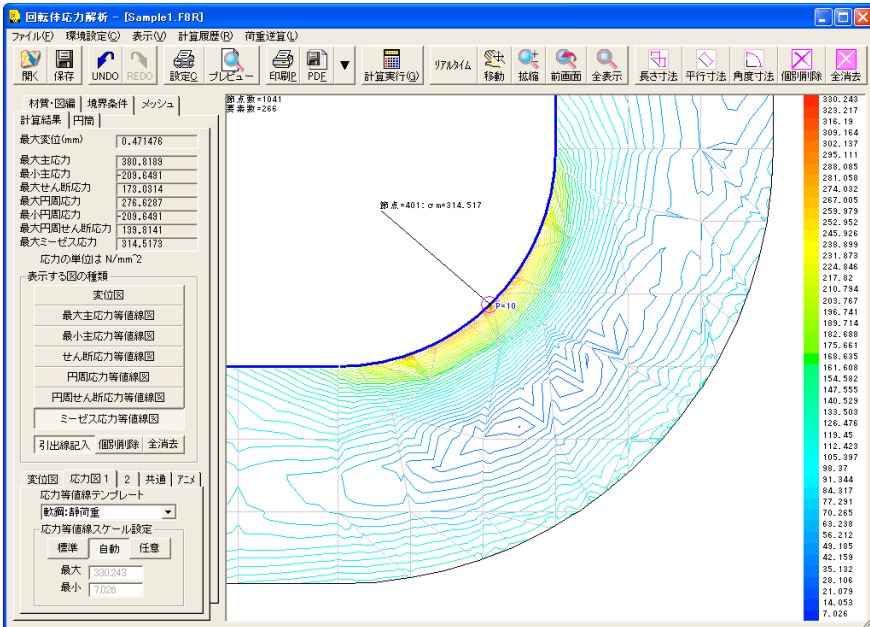 回転体応力解析 - [Sample1.F8R]
ファイル(F) 環境設定(C) 表示(V) 計算履歴(R) 荷重逆算(L)
開く 保存 UNDO REDO 設定C プレビュー 印刷P PDF ▼ 計算実行(G) リアルタイム 移動 拡縮 前画面 全表示 長さ寸法 平行寸法 角度寸法 個別削除 全消去
材質・図編 境界条件 メッシュ
計算結果 円筒
最大変位(mm) 0.471476
最大主応力 380.8189
最小主応力 -209.6491
最大せん断応力 173.0314
最大円周応力 276.6287
最小円周応力 -209.6491
最大円周せん断応力 139.8141
最大ミーゼス応力 314.5173
応力の単位は N/mm^2
表示する図の種類
変位図
最大主応力等値線図
最小主応力等値線図
せん断応力等値線図
円周応力等値線図
円周せん断応力等値線図
ミーゼス応力等値線図
引出線記入 個別削除 全消去
変位図 応力図1 2 共通 アニメ
応力等値線テンプレート
軟鋼:静荷重
応力等値線スケール設定
標準 自動 任意
最大 330.243
最小 7.026
節点数=1041
要素数=266
節点=401:σm=314.517
P=10
330.243
323.217
316.19
309.164
302.137
295.111
288.085
281.058
274.032
267.005
259.979
252.952
245.926
238.899
231.873
224.846
217.82
210.794
203.767
196.741
189.714
182.688
175.661
168.635
161.608
154.582
147.555
140.529
133.503
126.476
119.45
112.423
105.397
98.37
91.344
84.317
77.291
70.265
63.238
56.212
49.185
42.159
35.132
28.106
21.079
14.053
7.026